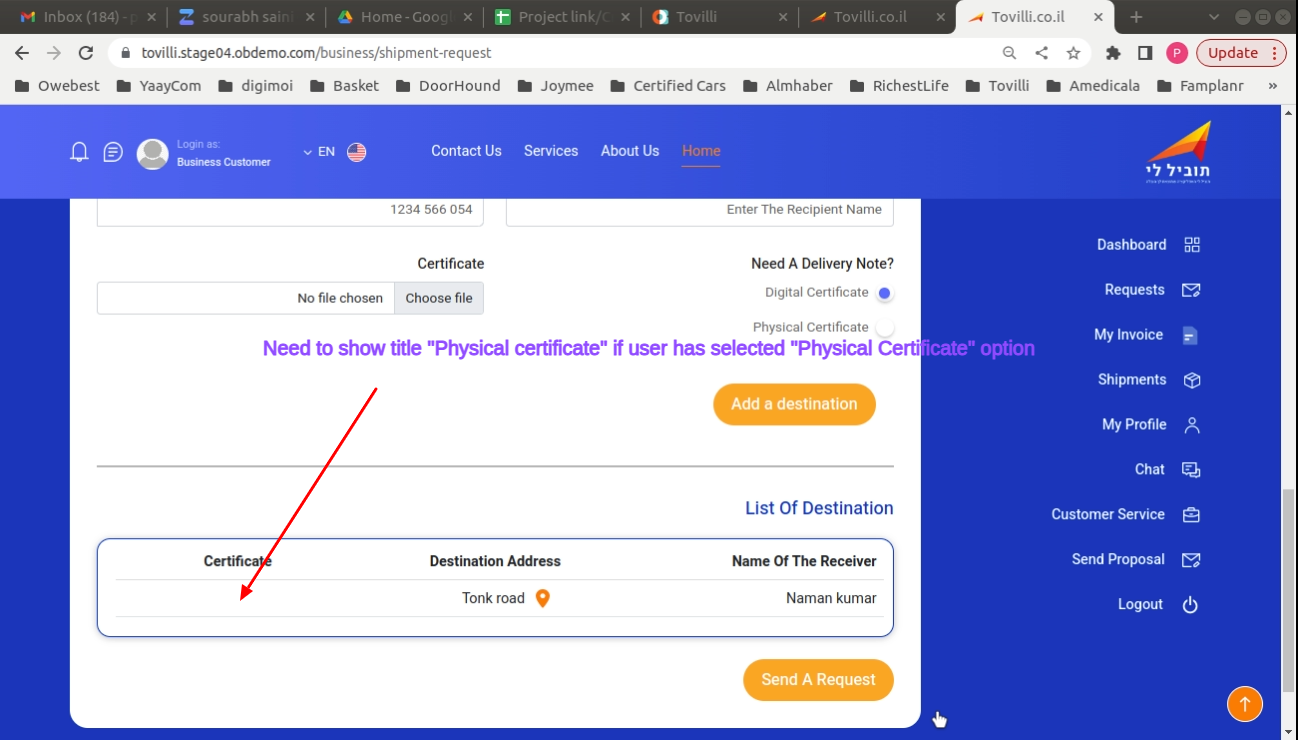 Inbox (184) - p
sourabh saini
Home - Googl
Project link/C
Tovilli
Tovilli.co.il
Tovilli.co.il
tovilli.stage04.obdemo.com/business/shipment-request
P
Update
Owebest
YaayCom
digimoi
Basket
DoorHound
Joymee
Certified Cars
Almhaber
RichestLife
Tovilli
Amedicala
Famplanr
»
Login as:
Business Customer
EN
Contact Us
Services
About Us
Home
תוביל לי
1234 566 054
Enter The Recipient Name
Certificate
Need A Delivery Note?
No file chosen
Choose file
Digital Certificate
Physical Certificate
Need to show title "Physical certificate" if user has selected "Physical Certificate" option
Add a destination
List Of Destination
Certificate
Destination Address
Name Of The Receiver
Tonk road
Naman kumar
Send A Request
Dashboard
Requests
My Invoice
Shipments
My Profile
Chat
Customer Service
Send Proposal
Logout